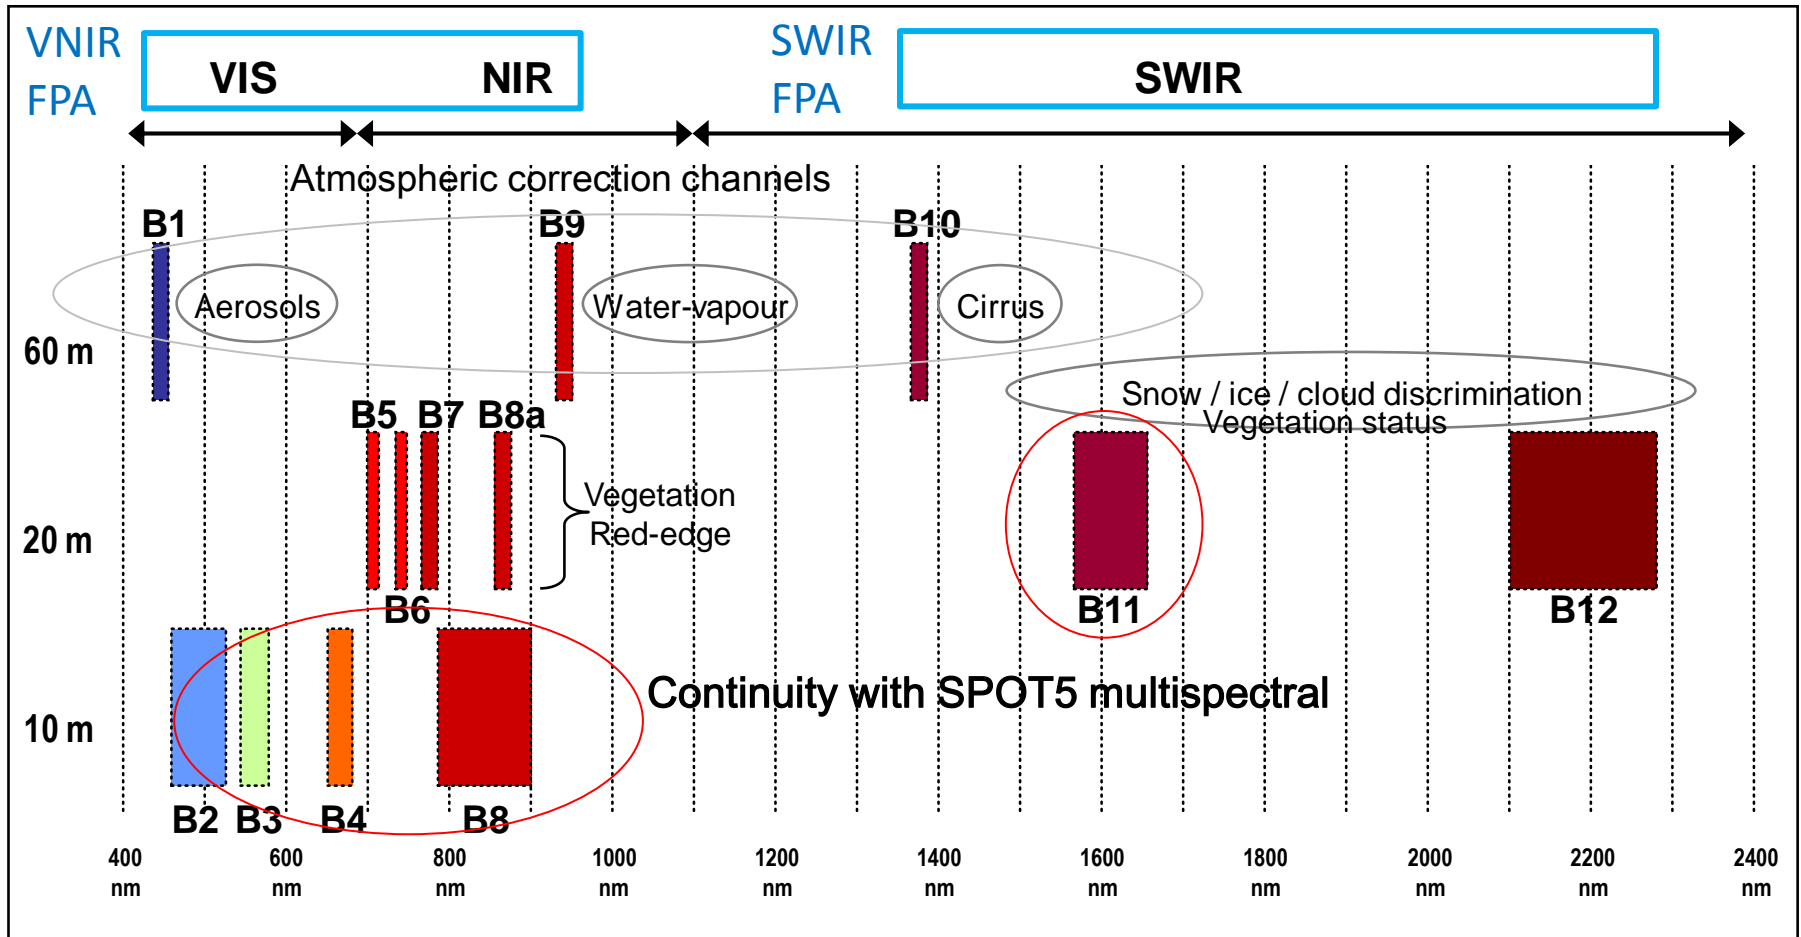 VNIR
FPA
VIS
NIR
SWIR
FPA
SWIR
Atmospheric correction channels
B1
B9
B10
Aerosols
Water-vapour
Cirrus
60 m
Snow / ice / cloud discrimination
Vegetation status
B5
B7
B8a
Vegetation
Red-edge
20 m
B6
B11
B12
Continuity with SPOT5 multispectral
10 m
B2
B3
B4
B8
400
nm
600
nm
800
nm
1000
nm
1200
nm
1400
nm
1600
nm
1800
nm
2000
nm
2200
nm
2400
nm